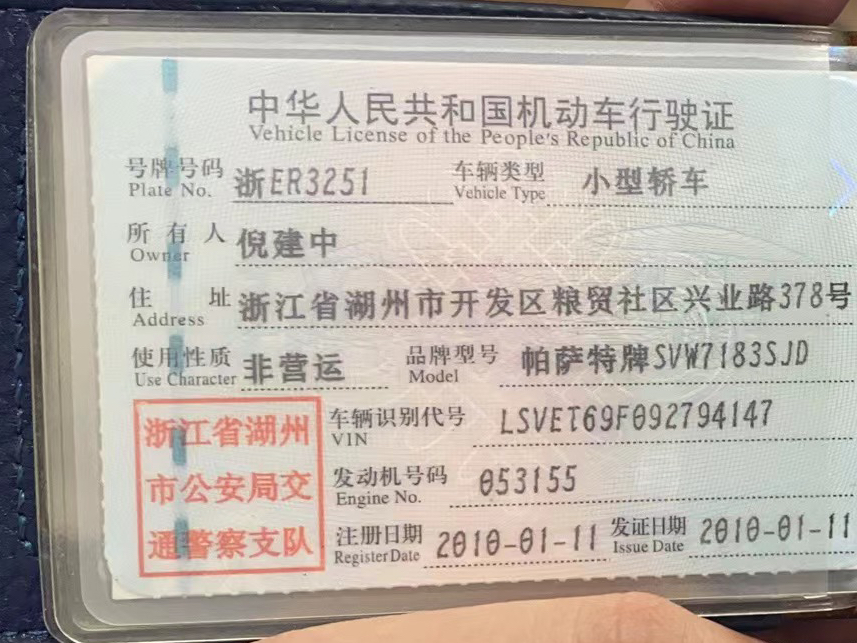 中华人民共和国机动车行驶证
Vehicle License of the People's Republic of China
号牌号码 浙ER3251 车辆类型 小型轿车
Plate No. Vehicle Type
所有人 倪建中
Owner
住址 浙江省湖州市开发区粮贸社区兴业路378号
Address
使用性质 非营运 品牌型号 帕萨特牌SVW7183SJD
Use Character Model
浙江省湖州
市公安局交
通警察支队
车辆识别代号 LSVET69F092794147
VIN
发动机号码 053155
Engine No.
注册日期 2010-01-11 发证日期 2010-01-11
Register Date Issue Date